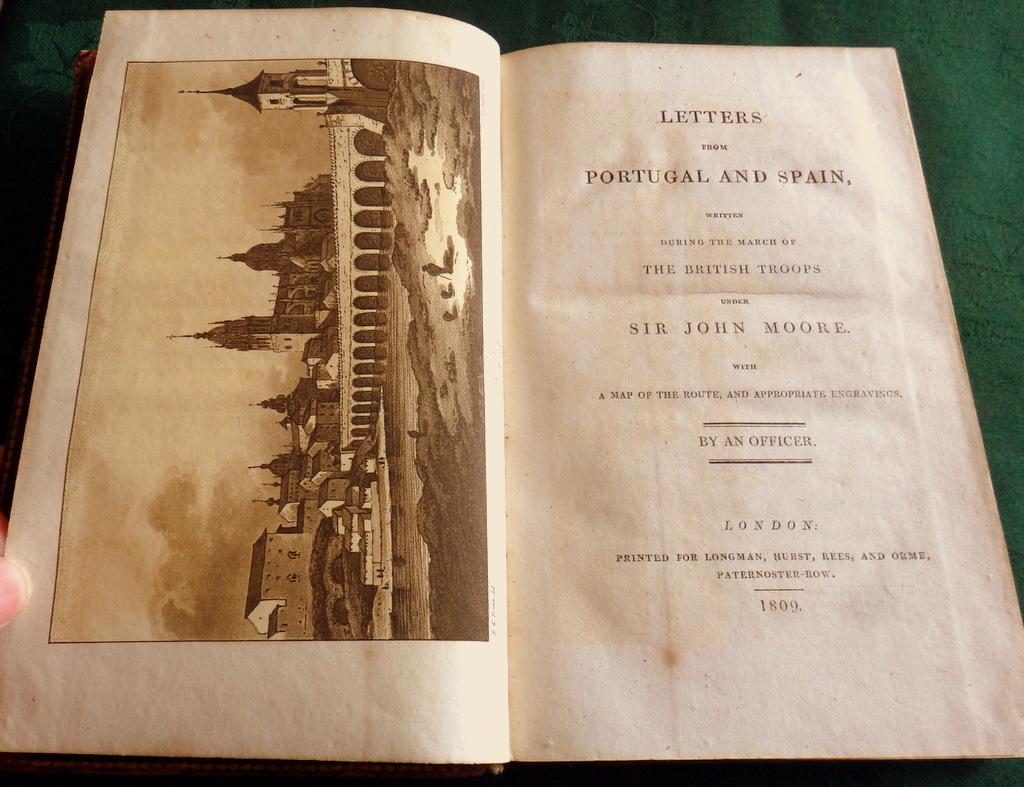 LETTERS
FROM
PORTUGAL AND SPAIN,
WRITTEN
DURING THE MARCH OF
THE BRITISH TROOPS
UNDER
SIR JOHN MOORE.
WITH
A MAP OF THE ROUTE, AND APPROPRIATE ENGRAVINGS.
BY AN OFFICER.
LONDON:
PRINTED FOR LONGMAN, HURST, REES, AND ORME,
PATERNOSTER-ROW.
1809.